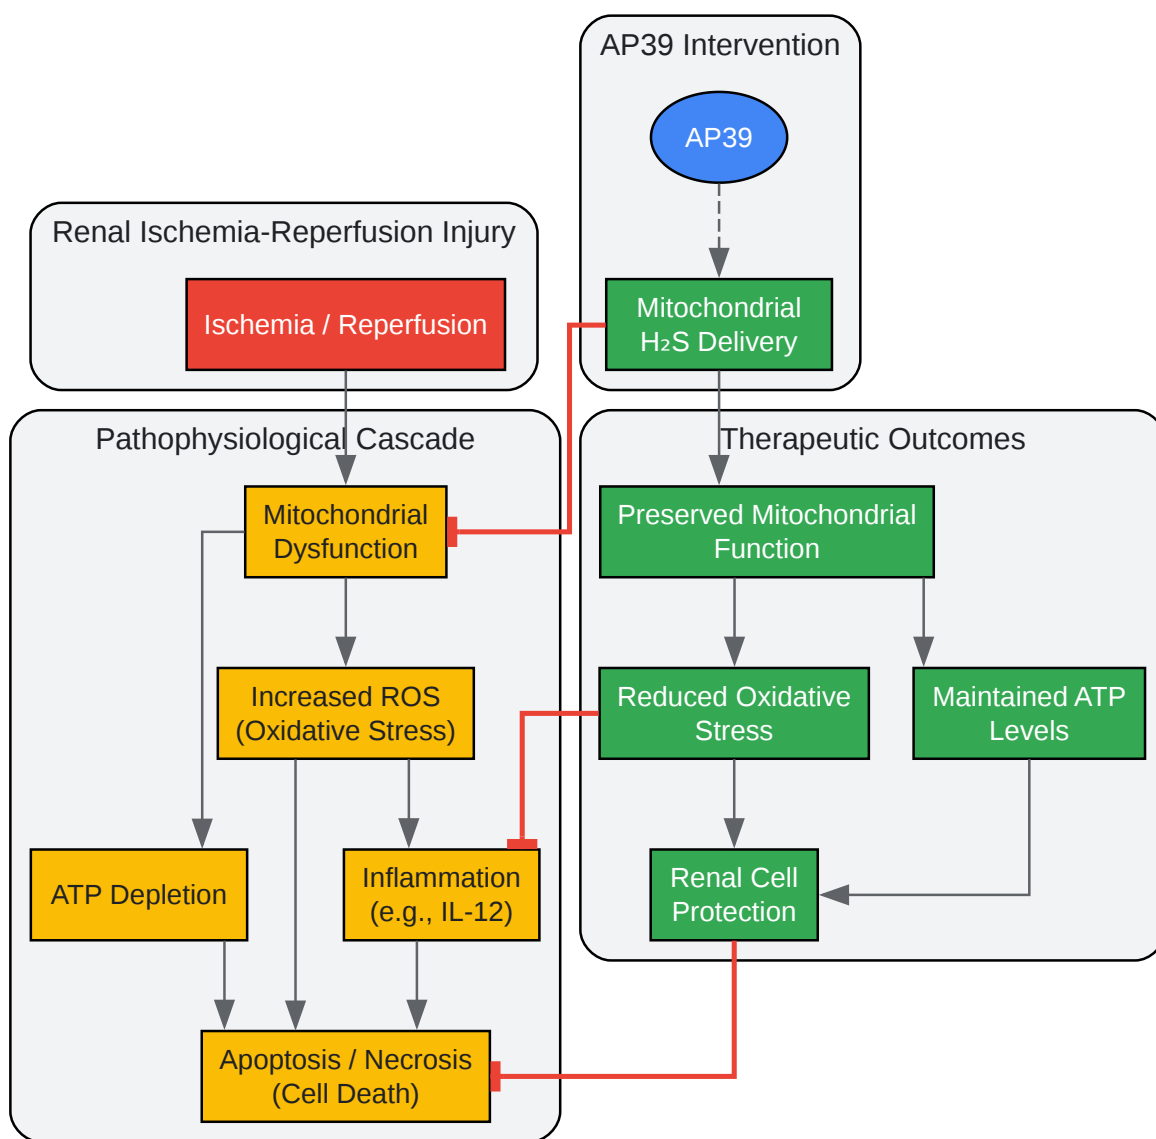 AP39 Intervention
AP39
Renal Ischemia-Reperfusion Injury
Ischemia / Reperfusion
Mitochondrial
H₂S Delivery
Pathophysiological Cascade
Therapeutic Outcomes
Mitochondrial
Dysfunction
Preserved Mitochondrial
Function
Increased ROS
(Oxidative Stress)
Reduced Oxidative
Stress
Maintained ATP
Levels
ATP Depletion
Inflammation
(e.g., IL-12)
Renal Cell
Protection
Apoptosis / Necrosis
(Cell Death)